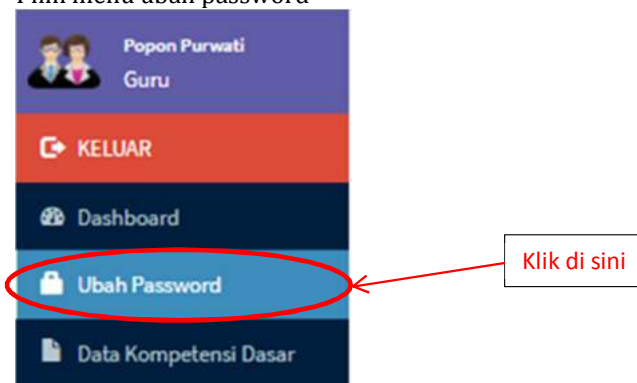 Pilih menu ubah password
Popon Purwati
Guru
KELUAR
Dashboard
Ubah Password
Klik di sini
Data Kompetensi Dasar